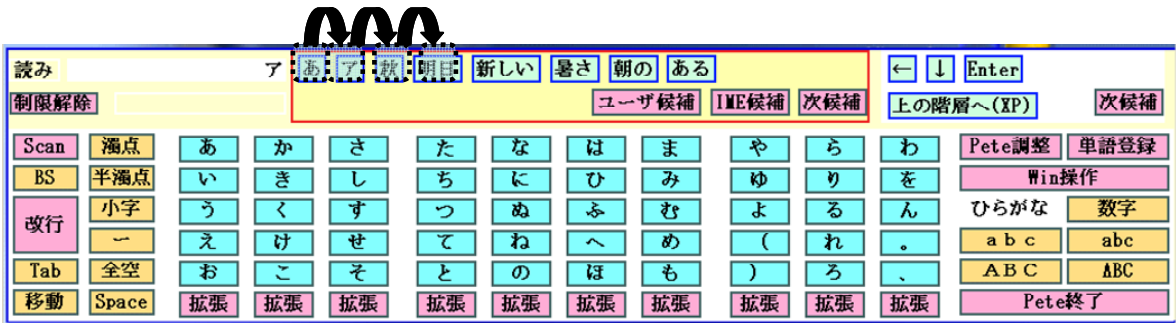 読み ア あ ア 秋 明日 新しい 暑さ 朝の ある ← ↓ Enter
制限解除 ユーザ候補 IME候補 次候補 上の階層へ(XP) 次候補
Scan 濁点 あ か さ た な は ま や ら わ Pete調整 単語登録
BS 半濁点 い き し ち に ひ み ゆ り を Win操作
改行 小字 う く す つ ぬ ふ む よ る ん ひらがな 数字
ー え け せ て ね へ め ( れ 。 a b c abc
Tab 全空 お こ そ と の ほ も ) ろ 、 A B C ABC
移動 Space 拡張 拡張 拡張 拡張 拡張 拡張 拡張 拡張 拡張 拡張 Pete終了